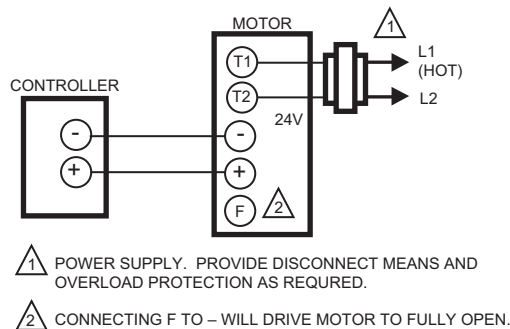 MOTOR
1
T1
L1
(HOT)
CONTROLLER
T2
L2
24V
-
-
+
+
F
2
1 POWER SUPPLY. PROVIDE DISCONNECT MEANS AND
OVERLOAD PROTECTION AS REQURED.
2 CONNECTING F TO – WILL DRIVE MOTOR TO FULLY OPEN.